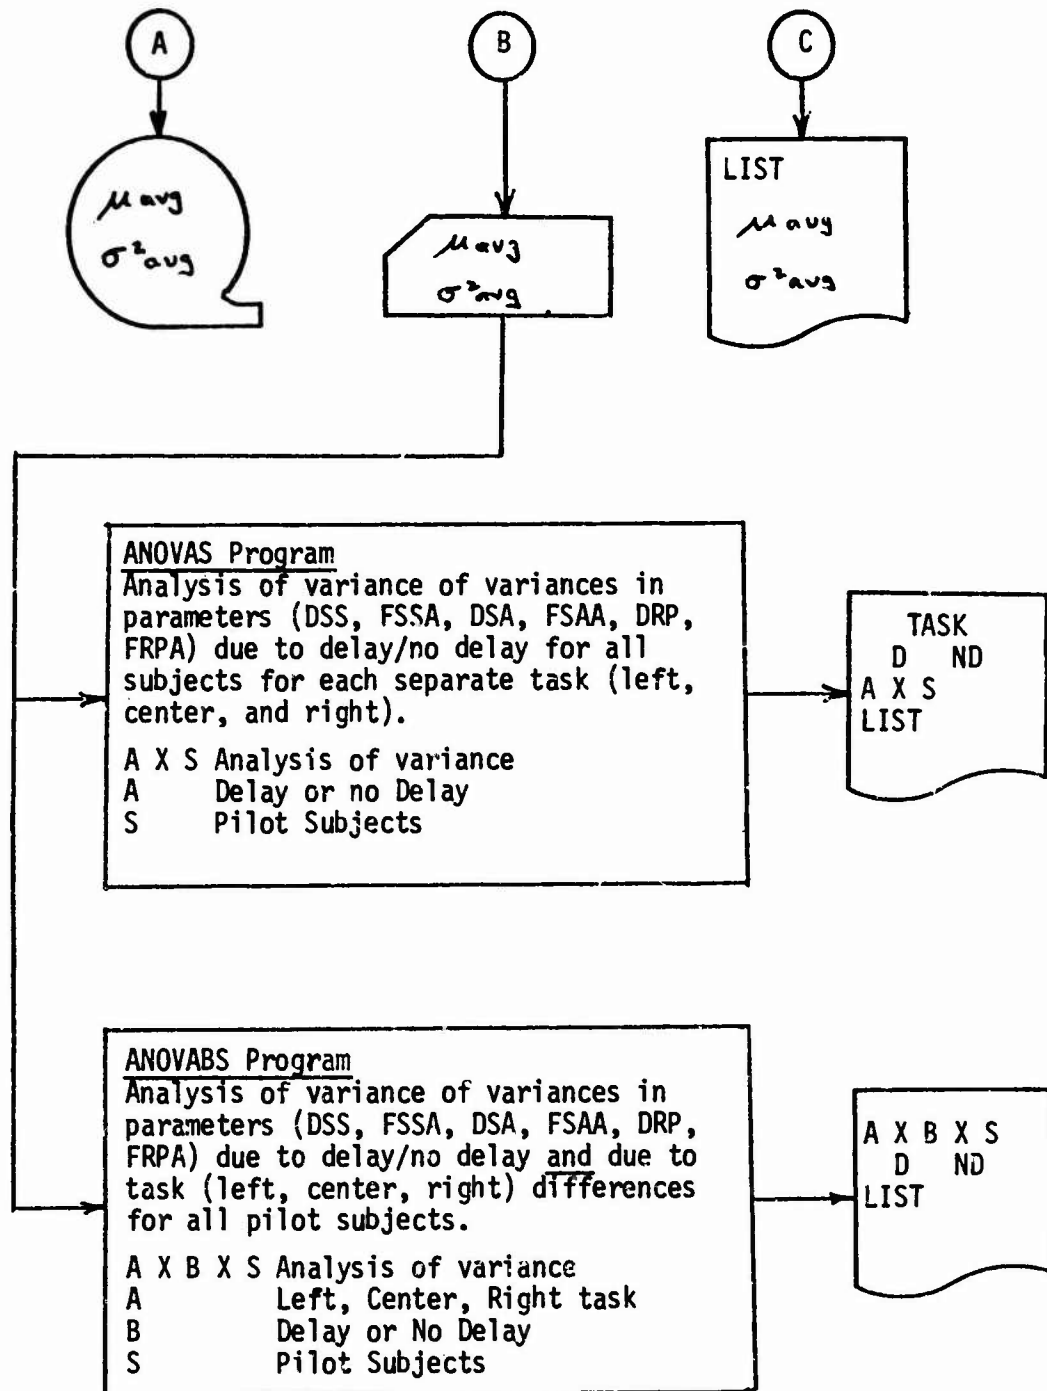 A
B
C
μ avg
σ² avg
μ avg
σ² avg
LIST
μ avg
σ² avg
ANOVAS Program
Analysis of variance of variances in
parameters (DSS, FSSA, DSA, FSAA, DRP,
FRPA) due to delay/no delay for all
subjects for each separate task (left,
center, and right).
A X S Analysis of variance
A Delay or no Delay
S Pilot Subjects
TASK
D ND
A X S
LIST
ANOVABS Program
Analysis of variance of variances in
parameters (DSS, FSSA, DSA, FSAA, DRP,
FRPA) due to delay/no delay and due to
task (left, center, right) differences
for all pilot subjects.
A X B X S Analysis of variance
A Left, Center, Right task
B Delay or No Delay
S Pilot Subjects
A X B X S
D ND
LIST